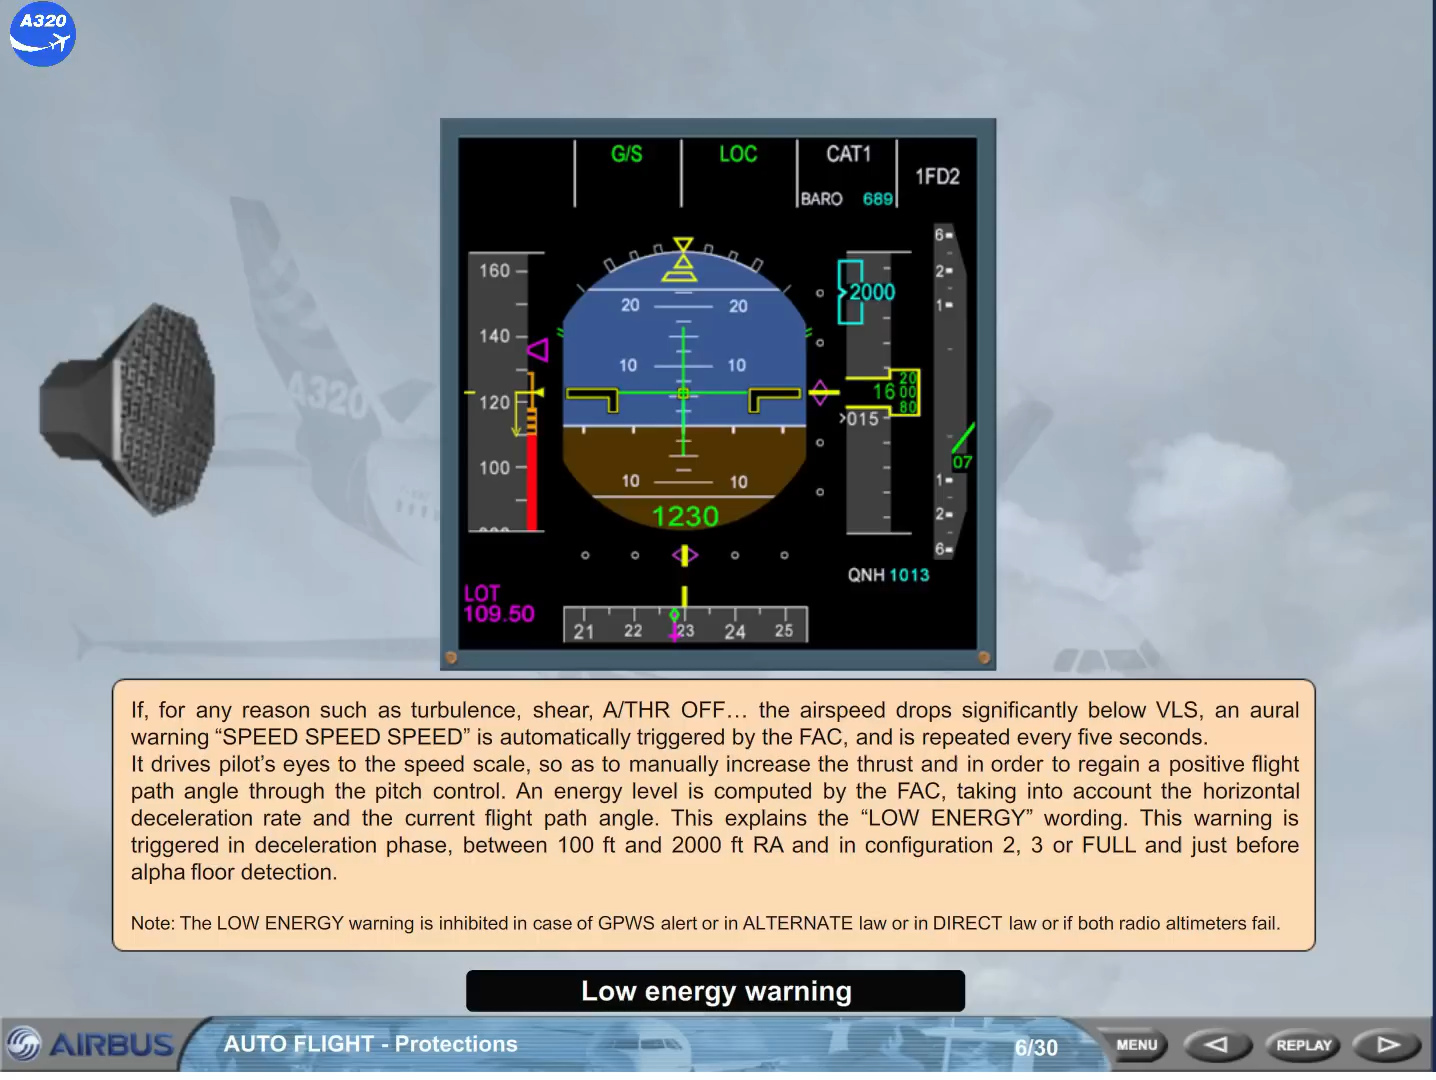 A320
G/S LOC CAT1
1FD2
BARO 689
6
160
2
20 20
2000
1
140
10 10
20
120
16 00
80
015
100
07
10 10
1
1230
2
6
QNH 1013
LOT
109.50
21 22 23 24 25
A320
If, for any reason such as turbulence, shear, A/THR OFF… the airspeed drops significantly below VLS, an aural
warning “SPEED SPEED SPEED” is automatically triggered by the FAC, and is repeated every five seconds.
It drives pilot’s eyes to the speed scale, so as to manually increase the thrust and in order to regain a positive flight
path angle through the pitch control. An energy level is computed by the FAC, taking into account the horizontal
deceleration rate and the current flight path angle. This explains the “LOW ENERGY” wording. This warning is
triggered in deceleration phase, between 100 ft and 2000 ft RA and in configuration 2, 3 or FULL and just before
alpha floor detection.
Note: The LOW ENERGY warning is inhibited in case of GPWS alert or in ALTERNATE law or in DIRECT law or if both radio altimeters fail.
Low energy warning
AIRBUS
AUTO FLIGHT - Protections
6/30
MENU
REPLAY